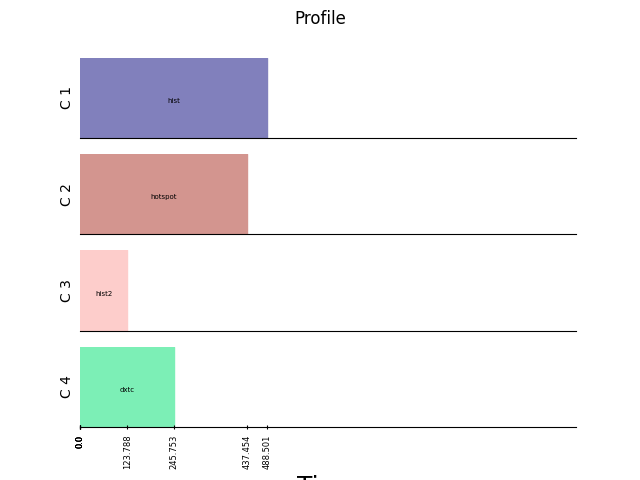 Profile
C 1
hist
C 2
hotspot
C 3
hist2
C 4
dxtc
0.0
123.788
245.753
437.454
488.501